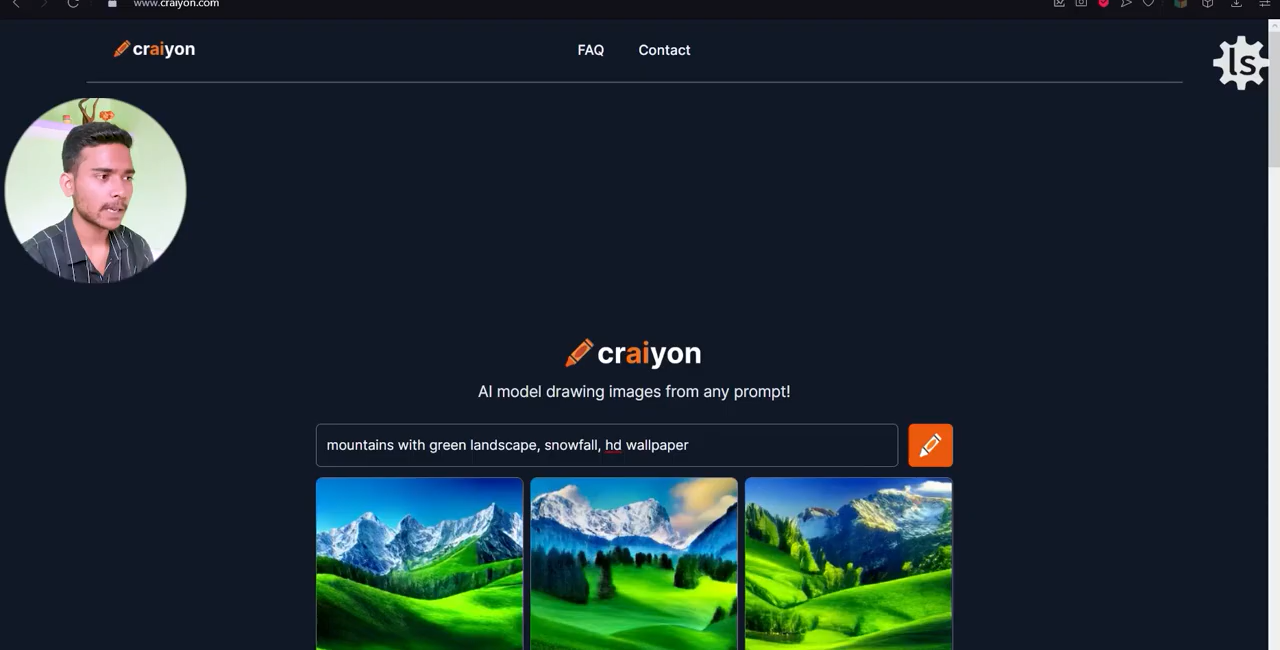 www.craiyon.com
craiyon
FAQ
Contact
ls
craiyon
AI model drawing images from any prompt!
mountains with green landscape, snowfall, hd wallpaper